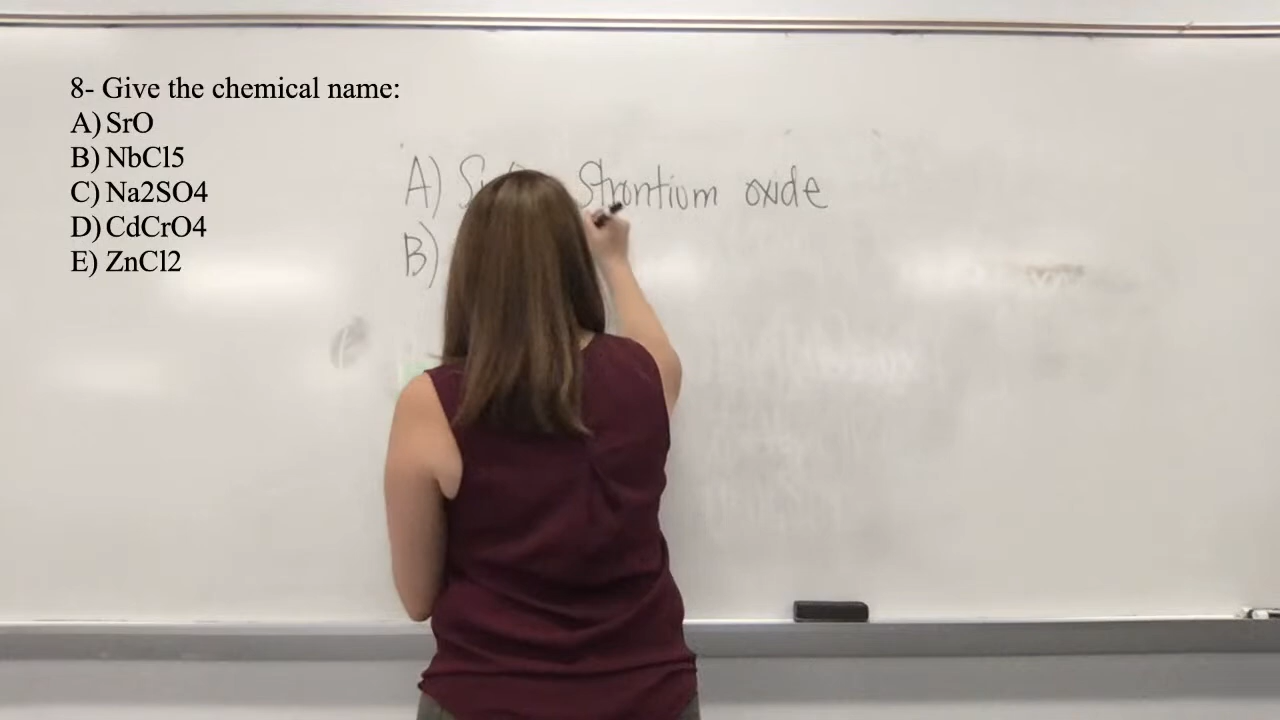 8- Give the chemical name:
A) SrO
B) NbCl5
C) Na2SO4
D) CdCrO4
E) ZnCl2
A) Strontium oxide
B)